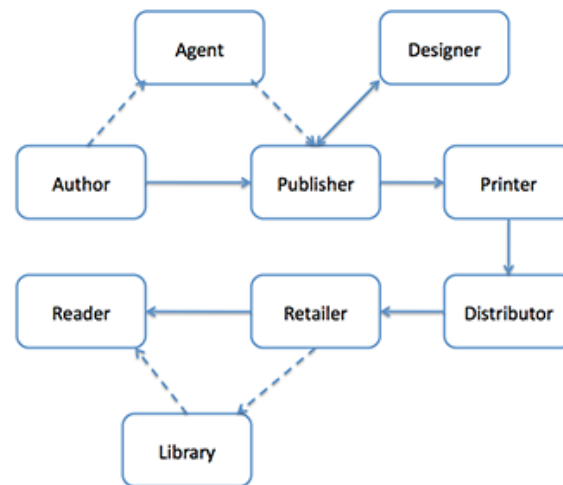 Agent
Designer
Author
Publisher
Printer
Reader
Retailer
Distributor
Library